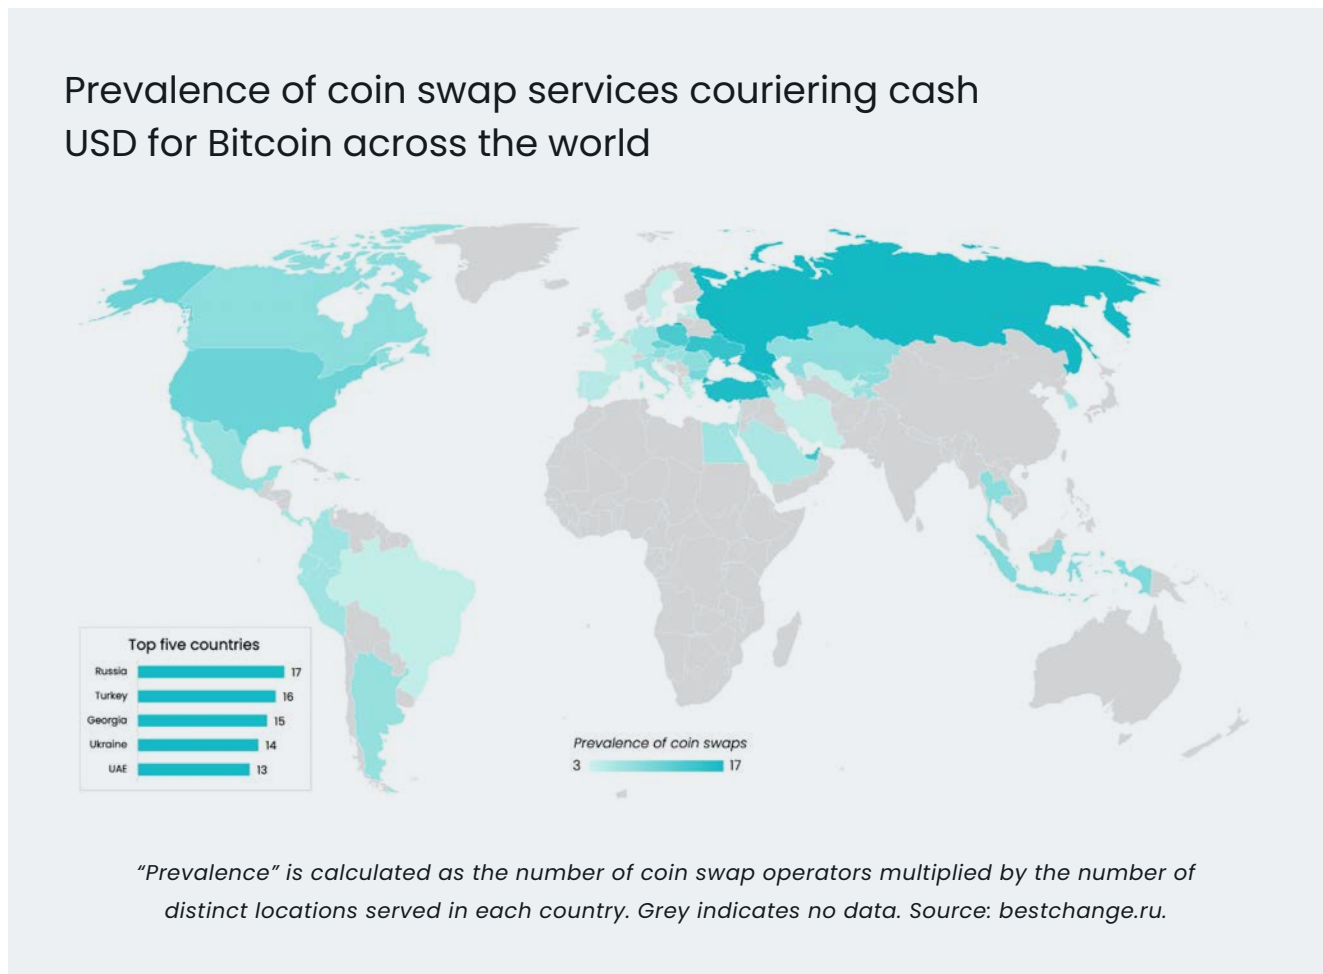 Prevalence of coin swap services couriering cash
USD for Bitcoin across the world
Top five countries
Russia 17
Turkey 16
Georgia 15
Ukraine 14
UAE 13
Prevalence of coin swaps
3 17
“Prevalence” is calculated as the number of coin swap operators multiplied by the number of
distinct locations served in each country. Grey indicates no data. Source: bestchange.ru.